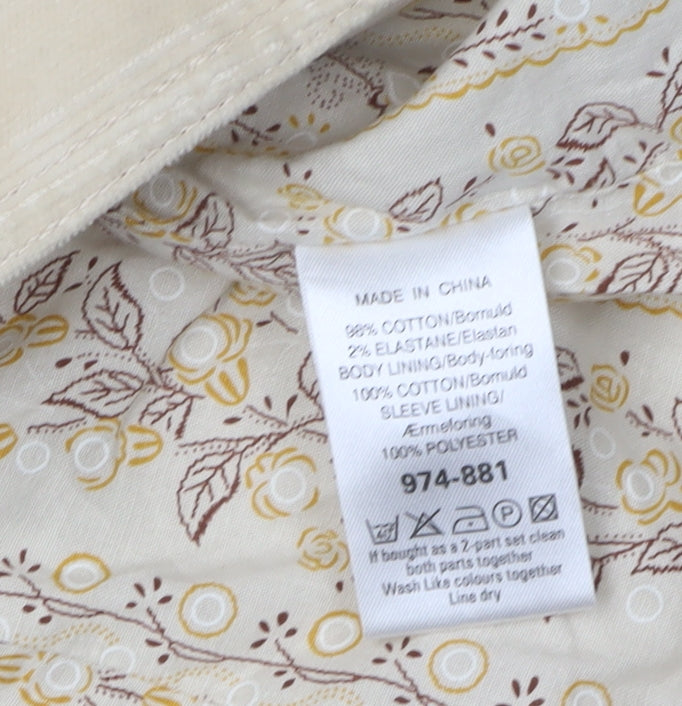 MADE IN CHINA
98% COTTON/Bomuld
2% ELASTANE/Elastan
BODY LINING/Body-foring
100% COTTON/Bomuld
SLEEVE LINING/
Ærmeforing
100% POLYESTER
974-881
40 P
If bought as a 2-part set clean
both parts together
Wash Like colours together
Line dry